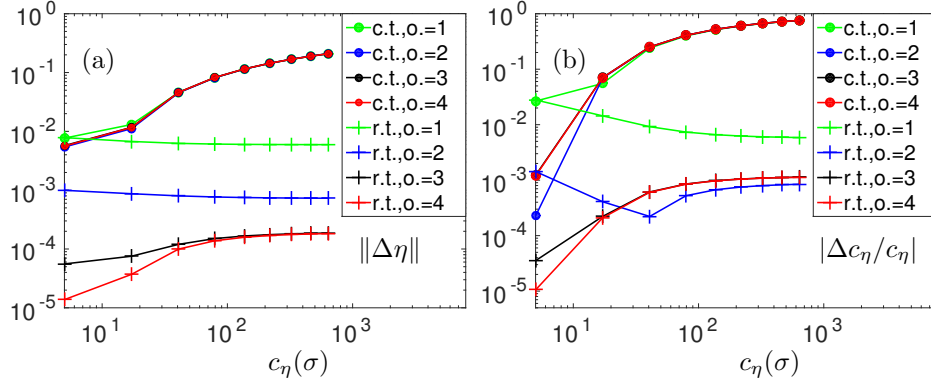 10^0
10^-1
10^-2
10^-3
10^-4
10^-5
(a)
c.t.,o.=1
c.t.,o.=2
c.t.,o.=3
c.t.,o.=4
r.t.,o.=1
r.t.,o.=2
r.t.,o.=3
r.t.,o.=4
‖Δη‖
10^1
10^2
10^3
c_η(σ)
10^0
10^-1
10^-2
10^-3
10^-4
10^-5
(b)
c.t.,o.=1
c.t.,o.=2
c.t.,o.=3
c.t.,o.=4
r.t.,o.=1
r.t.,o.=2
r.t.,o.=3
r.t.,o.=4
|Δc_η/c_η|
10^1
10^2
10^3
c_η(σ)